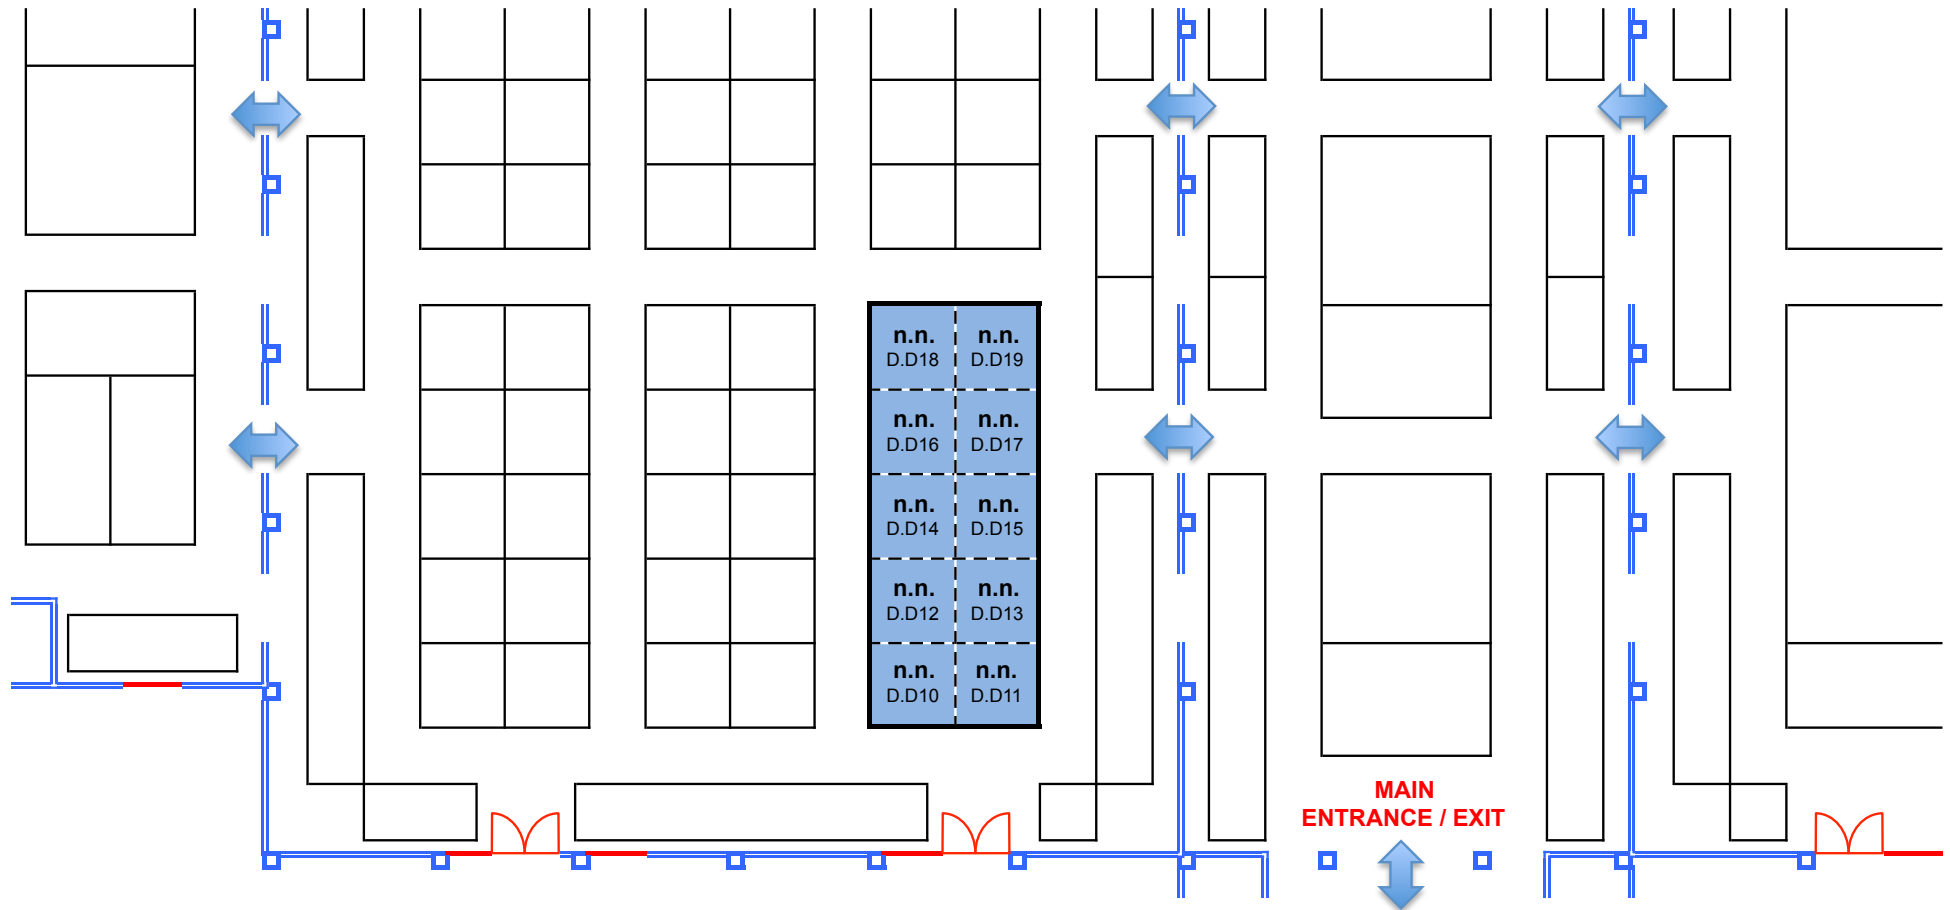 n.n. n.n.
D.D18 D.D19
n.n. n.n.
D.D16 D.D17
n.n. n.n.
D.D14 D.D15
n.n. n.n.
D.D12 D.D13
n.n. n.n.
D.D10 D.D11
MAIN
ENTRANCE / EXIT